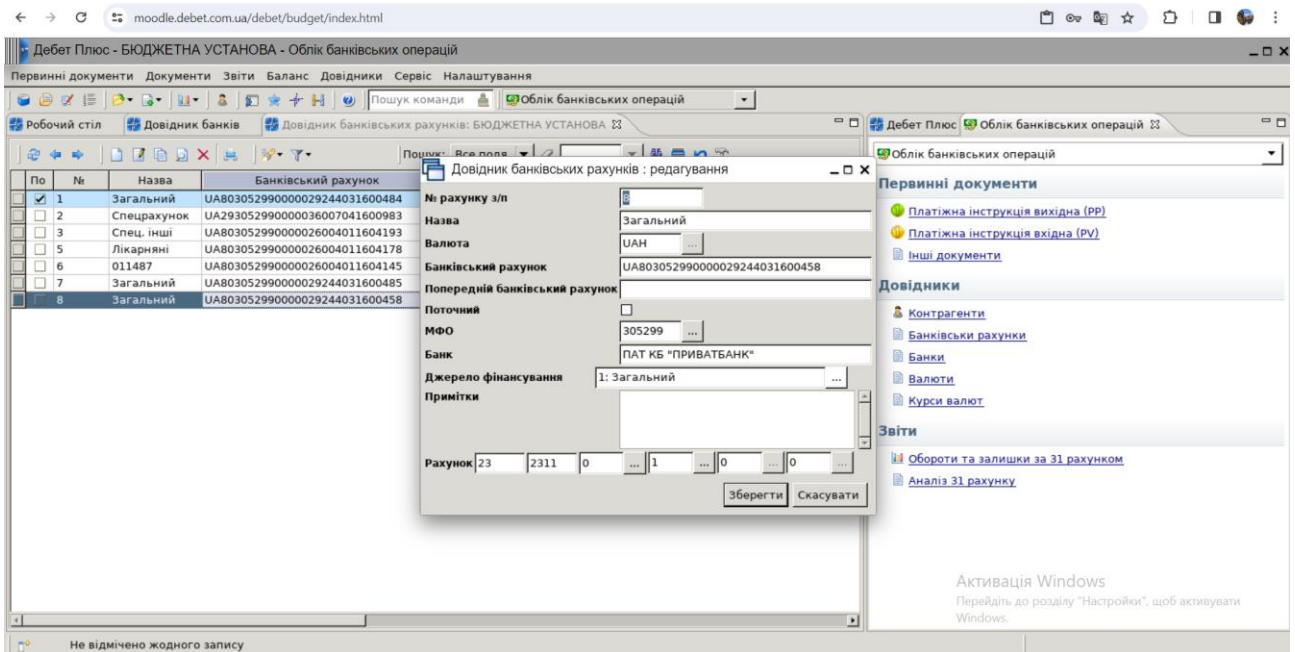 moodle.debet.com.ua/debet/budget/index.html
Дебет Плюс - БЮДЖЕТНА УСТАНОВА - Облік банківських операцій
Первинні документи Документи Звіти Баланс Довідники Сервіс Налаштування
Пошук команди Облік банківських операцій
Робочий стіл Довідник банків Довідник банківських рахунків: БЮДЖЕТНА УСТАНОВА
Пошук: Все поля
По № Назва Банківський рахунок
1 Загальний UA803052990000029244031600484
2 Спецрахунок UA293052990000036007041600983
3 Спец. інші UA803052990000026004011604193
5 Лікарняні UA803052990000026004011604178
6 011487 UA803052990000026004011604145
7 Загальний UA803052990000029244031600485
8 Загальний UA803052990000029244031600458
Довідник банківських рахунків : редагування
№ рахунку з/п 8
Назва Загальний
Валюта UAH ...
Банківський рахунок UA803052990000029244031600458
Попередній банківський рахунок
Поточний
МФО 305299 ...
Банк ПАТ КБ "ПРИВАТБАНК"
Джерело фінансування 1: Загальний ...
Примітки
Рахунок 23 2311 0 ... 1 ... 0 ... 0 ...
Зберегти Скасувати
Дебет Плюс Облік банківських операцій
Облік банківських операцій
Первинні документи
Платіжна інструкція вихідна (PP)
Платіжна інструкція вхідна (PV)
Інші документи
Довідники
Контрагенти
Банківськи рахунки
Банки
Валюти
Курси валют
Звіти
Обороти та залишки за 31 рахунком
Аналіз 31 рахунку
Активація Windows
Перейдіть до розділу "Настройки", щоб активувати
Windows.
Не відмічено жодного запису